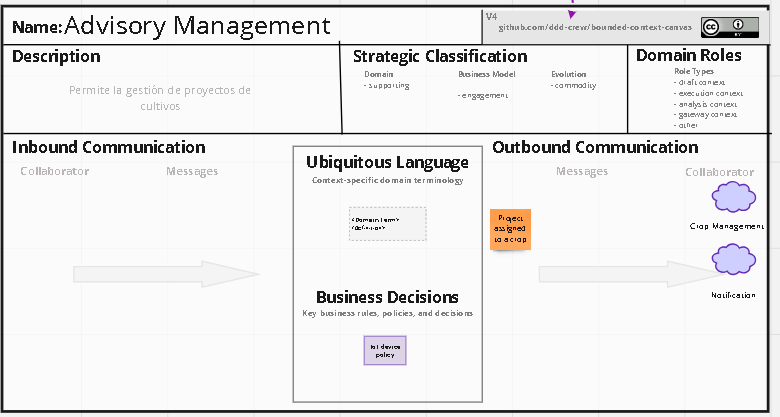 Name: Advisory Management
V4
github.com/ddd-crew/bounded-context-canvas
BY
Description
Permite la gestión de proyectos de
cultivos
Strategic Classification
Domain
- supporting
Business Model
- engagement
Evolution
- commodity
Domain Roles
Role Types
- draft context
- execution context
- analysis context
- gateway context
- other
Inbound Communication
Collaborator
Messages
Ubiquitous Language
Context-specific domain terminology
<Domain Term>
<definition>
Business Decisions
Key business rules, policies, and decisions
IoT device
policy
Outbound Communication
Messages
Collaborator
Project
assigned
to a crop
Crop Management
Notification